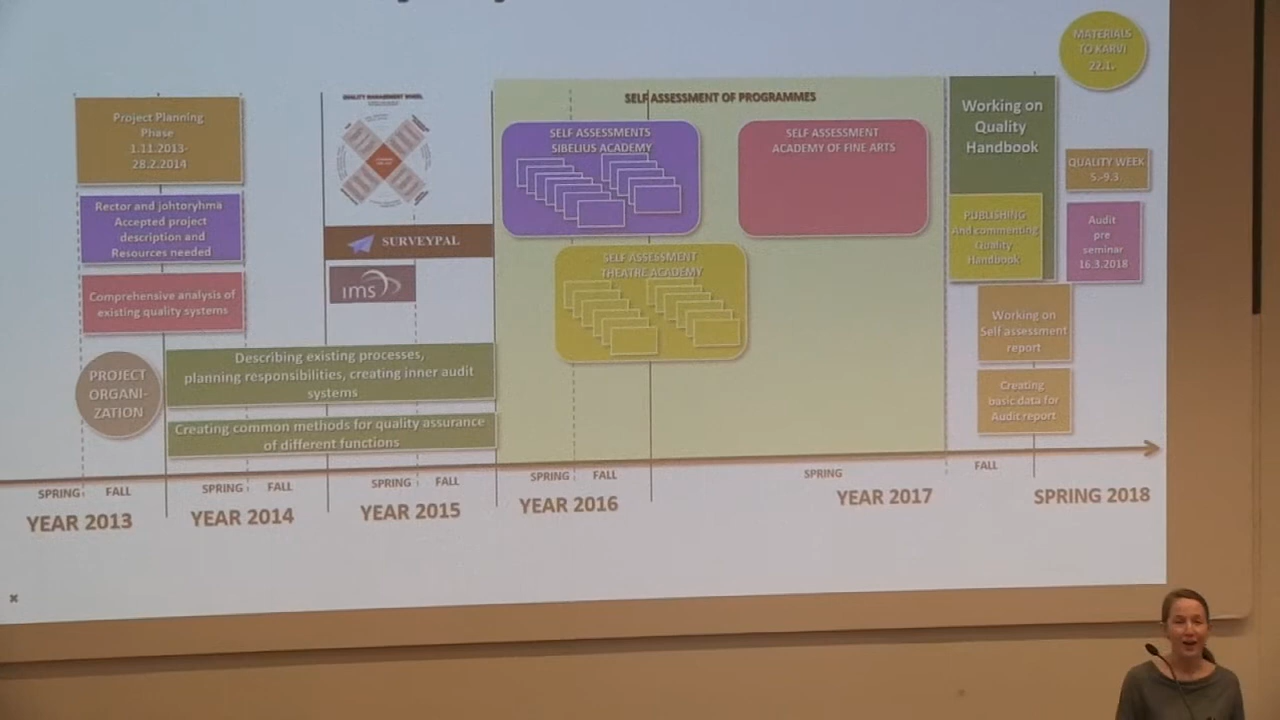 MATERIALS
TO KARVI
22.1.
Project Planning
Phase
1.11.2013-
28.2.2014
Rector and johtoryhma
Accepted project
description and
Resources needed
Comprehensive analysis of
existing quality systems
PROJECT
ORGANI-
ZATION
QUALITY MANAGEMENT WHEEL
SURVEYPAL
ims
Describing existing processes,
planning responsibilities, creating inner audit
systems
Creating common methods for quality assurance
of different functions
SELF ASSESSMENT OF PROGRAMMES
SELF ASSESSMENTS
SIBELIUS ACADEMY
SELF ASSESSMENT
ACADEMY OF FINE ARTS
SELF ASSESSMENT
THEATRE ACADEMY
Working on
Quality
Handbook
PUBLISHING
And commenting
Quality
Handbook
QUALITY WEEK
5.-9.3.
Audit
pre
seminar
16.3.2018
Working on
Self assessment
report
Creating
basic data for
Audit report
SPRING FALL SPRING FALL SPRING FALL SPRING FALL SPRING FALL
YEAR 2013 YEAR 2014 YEAR 2015 YEAR 2016 YEAR 2017 SPRING 2018